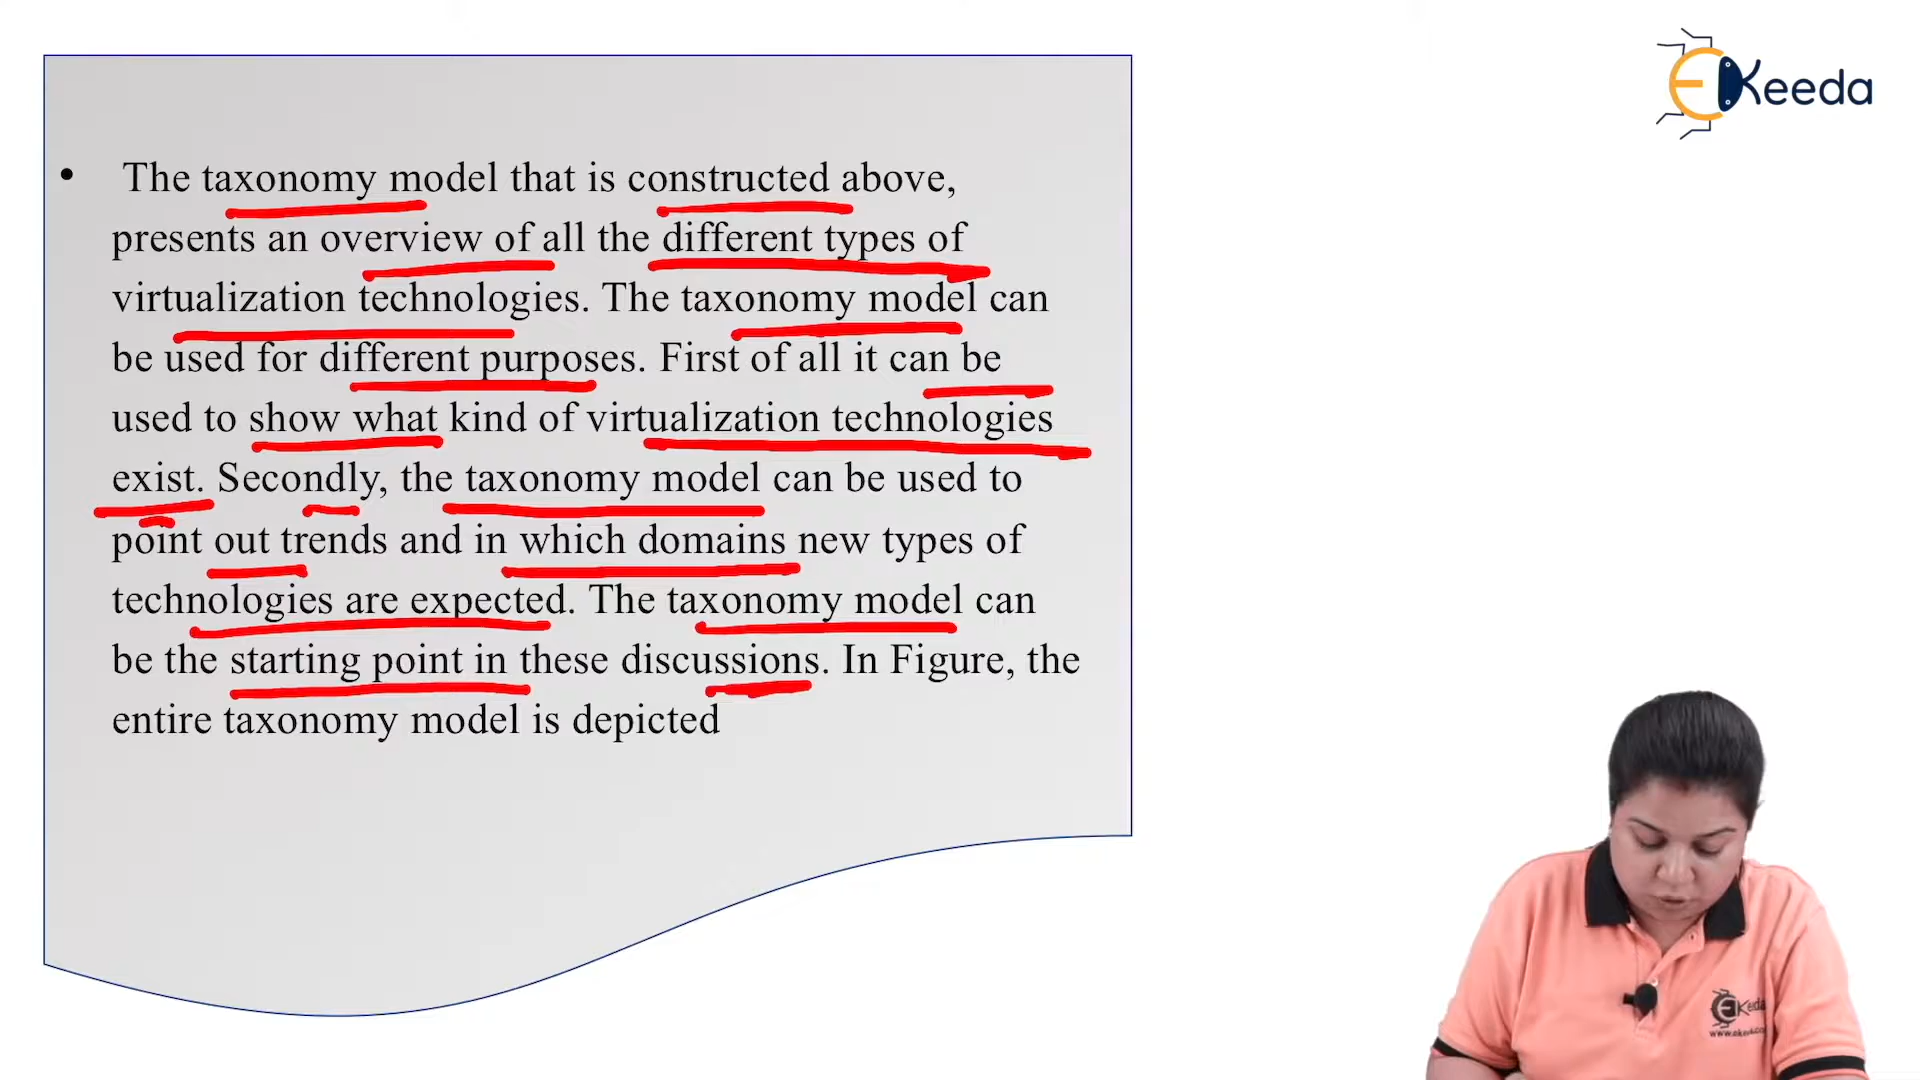 EKeeda
• The taxonomy model that is constructed above,
presents an overview of all the different types of
virtualization technologies. The taxonomy model can
be used for different purposes. First of all it can be
used to show what kind of virtualization technologies
exist. Secondly, the taxonomy model can be used to
point out trends and in which domains new types of
technologies are expected. The taxonomy model can
be the starting point in these discussions. In Figure, the
entire taxonomy model is depicted
EKeeda